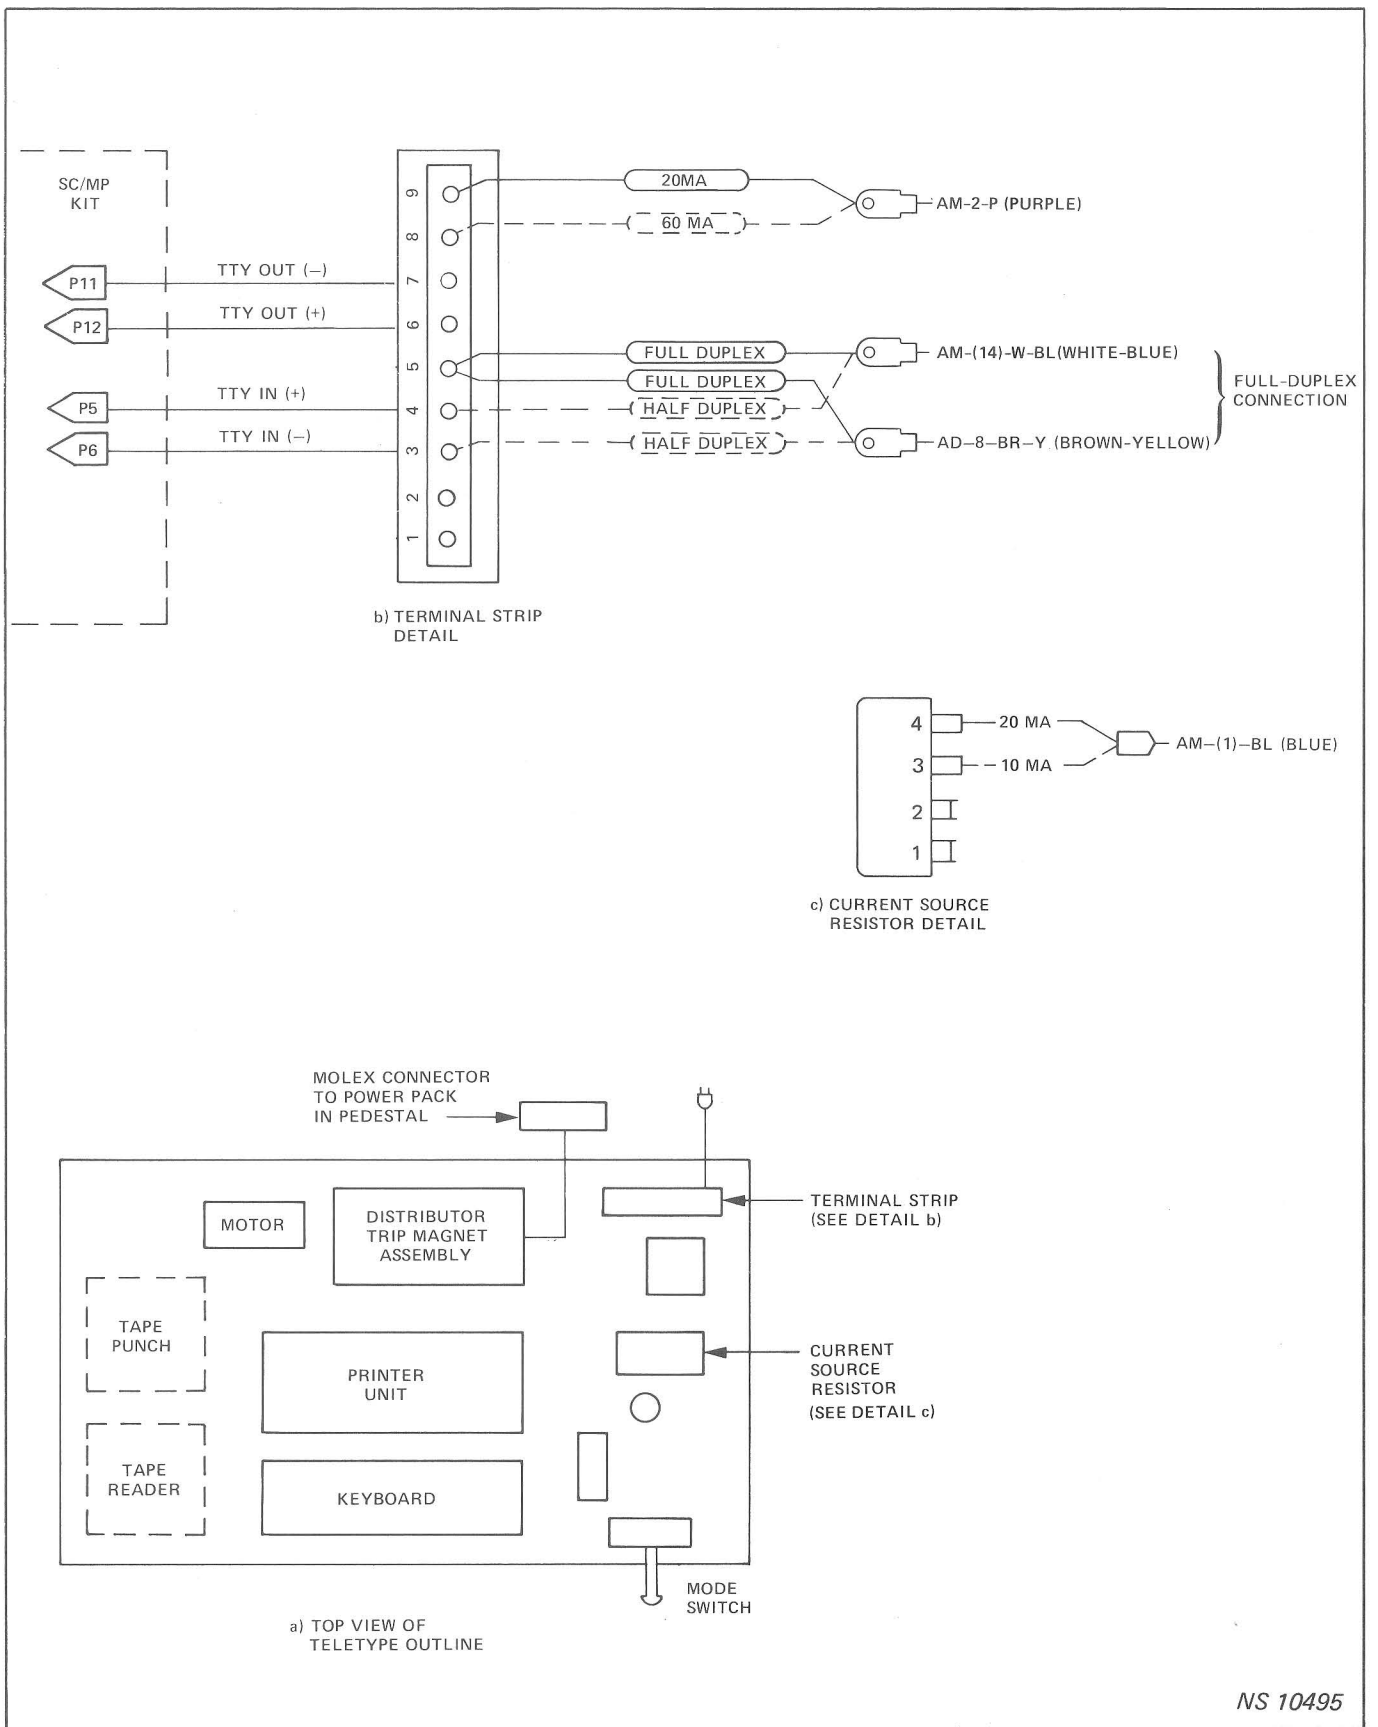 SC/MP
KIT
P11
P12
P5
P6
TTY OUT (–)
TTY OUT (+)
TTY IN (+)
TTY IN (–)
9
8
7
6
5
4
3
2
1
20MA
60 MA
FULL DUPLEX
FULL DUPLEX
HALF DUPLEX
HALF DUPLEX
AM-2-P (PURPLE)
AM-(14)-W-BL(WHITE-BLUE)
AD–8–BR–Y (BROWN-YELLOW)
FULL-DUPLEX
CONNECTION
b) TERMINAL STRIP
DETAIL
4
3
2
1
20 MA
10 MA
AM–(1)–BL (BLUE)
c) CURRENT SOURCE
RESISTOR DETAIL
MOLEX CONNECTOR
TO POWER PACK
IN PEDESTAL
MOTOR
DISTRIBUTOR
TRIP MAGNET
ASSEMBLY
TERMINAL STRIP
(SEE DETAIL b)
TAPE
PUNCH
PRINTER
UNIT
CURRENT
SOURCE
RESISTOR
(SEE DETAIL c)
TAPE
READER
KEYBOARD
MODE
SWITCH
a) TOP VIEW OF
TELETYPE OUTLINE
NS 10495